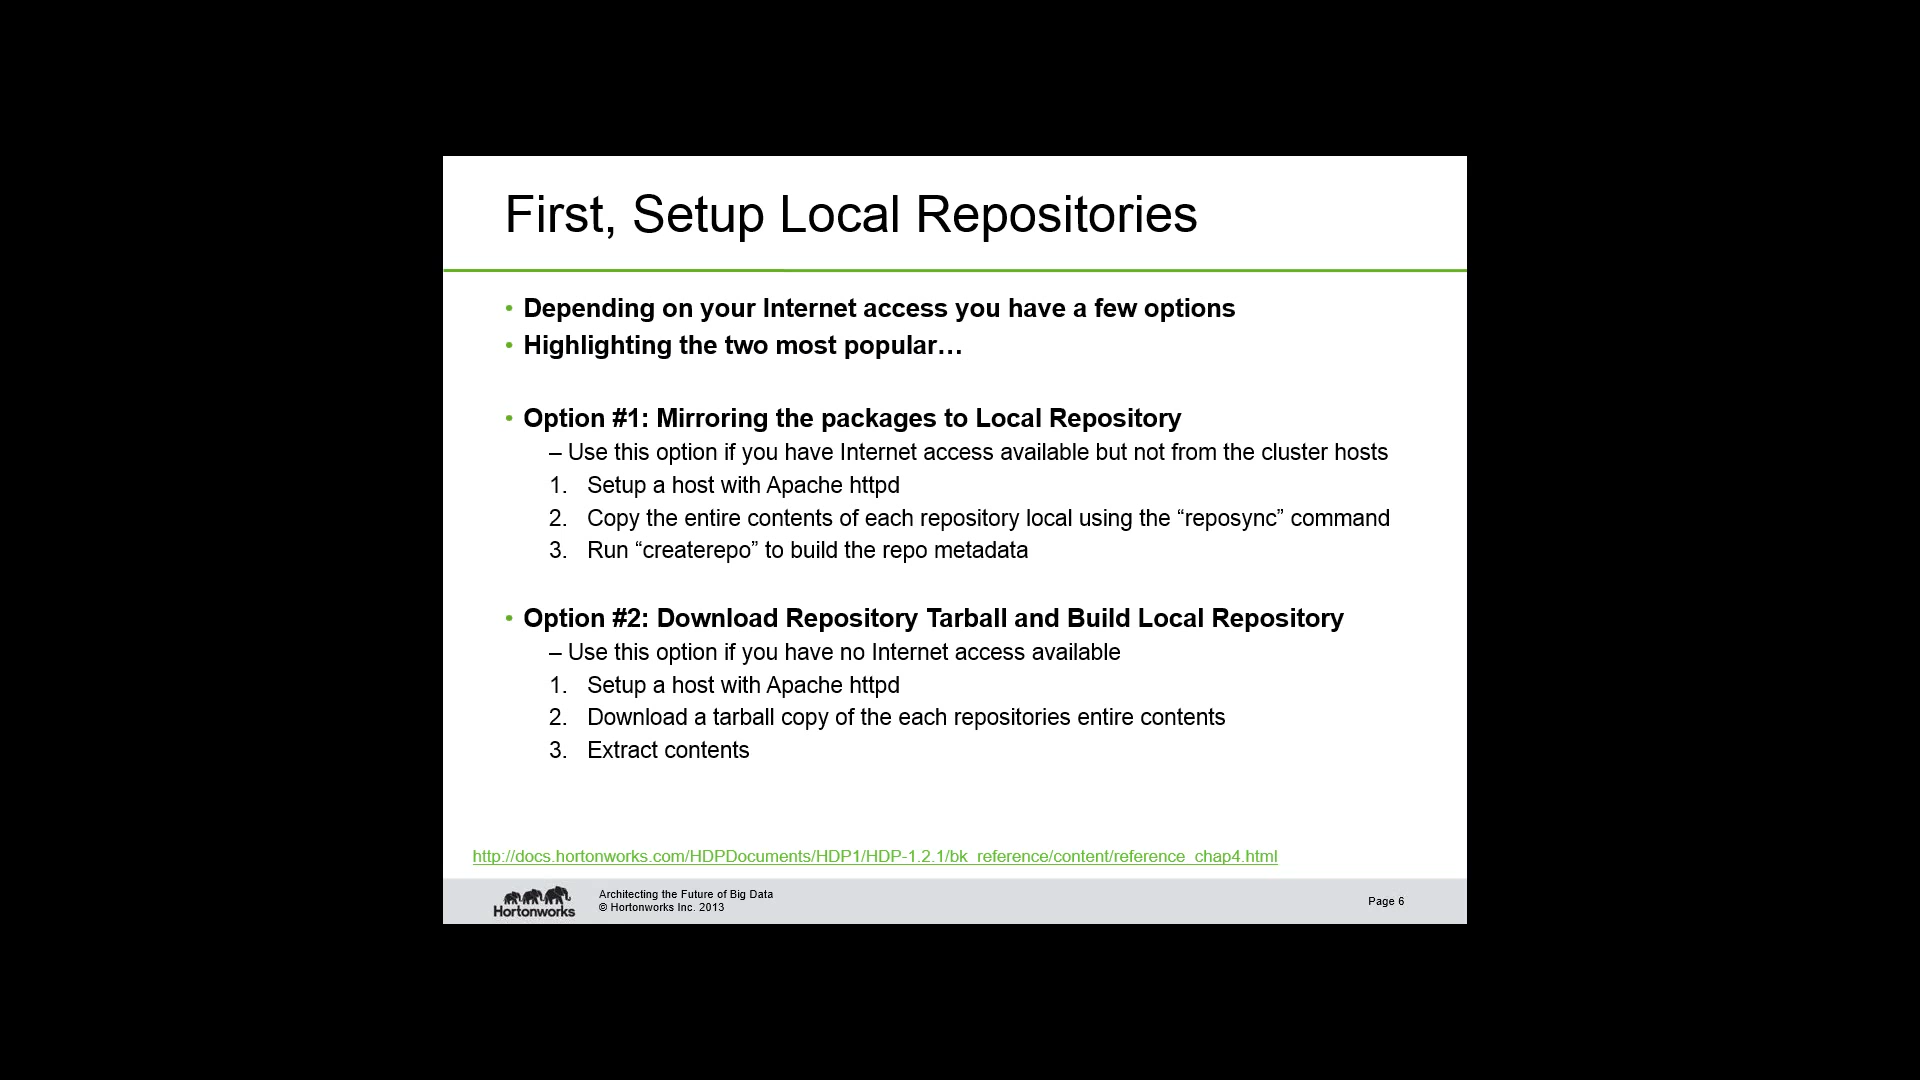 First, Setup Local Repositories
• Depending on your Internet access you have a few options
• Highlighting the two most popular…
• Option #1: Mirroring the packages to Local Repository
– Use this option if you have Internet access available but not from the cluster hosts
1. Setup a host with Apache httpd
2. Copy the entire contents of each repository local using the “reposync” command
3. Run “createrepo” to build the repo metadata
• Option #2: Download Repository Tarball and Build Local Repository
– Use this option if you have no Internet access available
1. Setup a host with Apache httpd
2. Download a tarball copy of the each repositories entire contents
3. Extract contents
http://docs.hortonworks.com/HDPDocuments/HDP1/HDP-1.2.1/bk_reference/content/reference_chap4.html
Hortonworks
Architecting the Future of Big Data
© Hortonworks Inc. 2013
Page 6